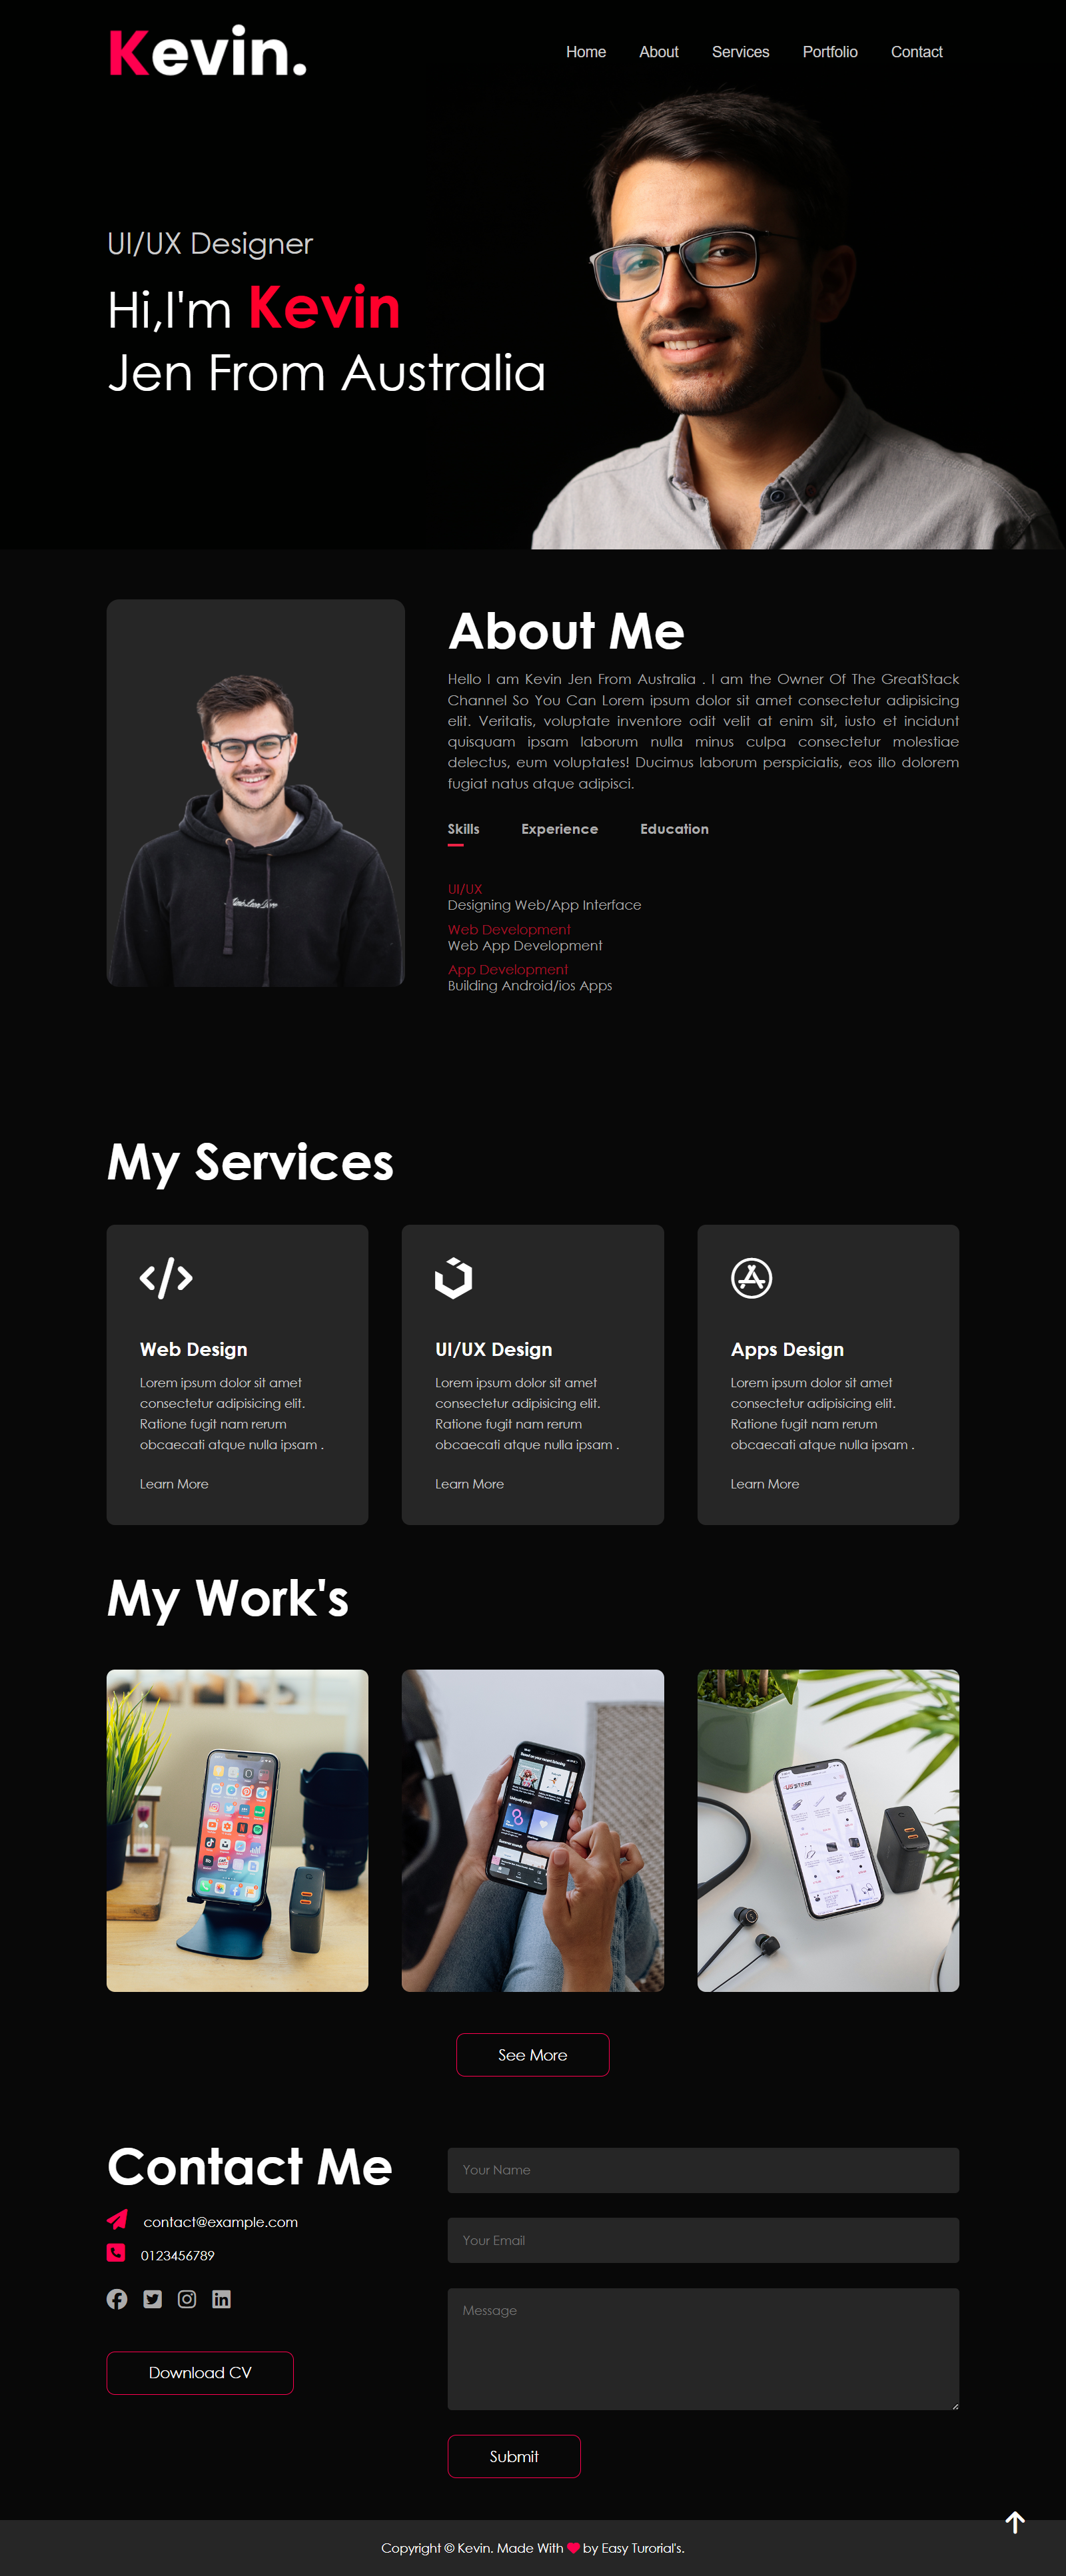 Kevin.
Home About Services Portfolio Contact
UI/UX Designer
Hi,I'm Kevin
Jen From Australia
About Me
Hello I am Kevin Jen From Australia . I am the Owner Of The GreatStack
Channel So You Can Lorem ipsum dolor sit amet consectetur adipisicing
elit. Veritatis, voluptate inventore odit velit at enim sit, iusto et incidunt
quisquam ipsam laborum nulla minus culpa consectetur molestiae
delectus, eum voluptates! Ducimus laborum perspiciatis, eos illo dolorem
fugiat natus atque adipisci.
Skills Experience Education
UI/UX
Designing Web/App Interface
Web Development
Web App Development
App Development
Building Android/ios Apps
My Services
Web Design
Lorem ipsum dolor sit amet
consectetur adipisicing elit.
Ratione fugit nam rerum
obcaecati atque nulla ipsam .
Learn More
UI/UX Design
Lorem ipsum dolor sit amet
consectetur adipisicing elit.
Ratione fugit nam rerum
obcaecati atque nulla ipsam .
Learn More
Apps Design
Lorem ipsum dolor sit amet
consectetur adipisicing elit.
Ratione fugit nam rerum
obcaecati atque nulla ipsam .
Learn More
My Work's
See More
Contact Me
contact@example.com
0123456789
Download CV
Your Name
Your Email
Message
Submit
Copyright © Kevin. Made With ❤ by Easy Turorial's.